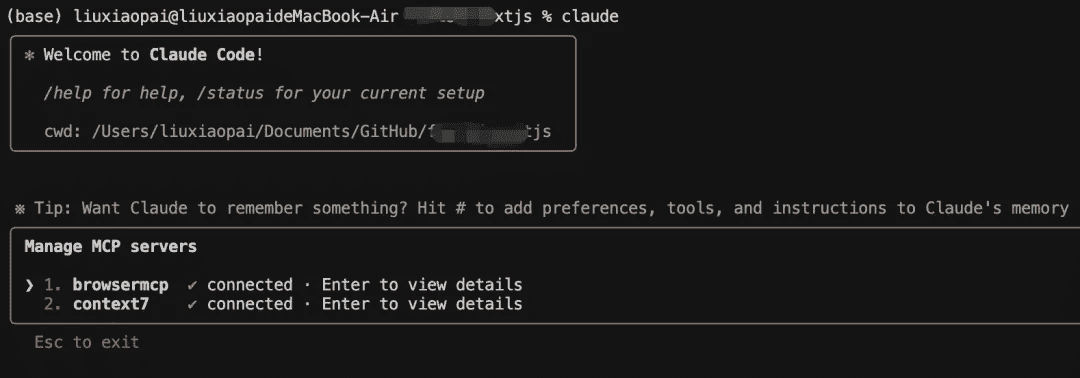 (base) liuxiaopai@liuxiaopaideMacBook-Air xtjs % claude
* Welcome to Claude Code!
/help for help, /status for your current setup
cwd: /Users/liuxiaopai/Documents/GitHub/ tjs
※ Tip: Want Claude to remember something? Hit # to add preferences, tools, and instructions to Claude's memory
Manage MCP servers
❯ 1. browsermcp ✔ connected · Enter to view details
2. context7 ✔ connected · Enter to view details
Esc to exit